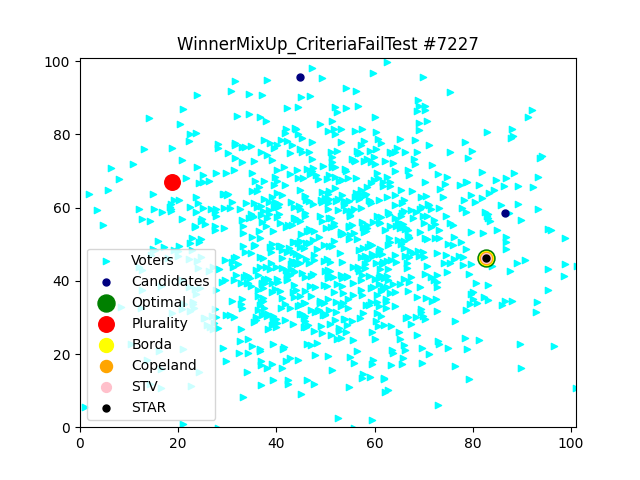 WinnerMixUp_CriteriaFailTest #7227
100
80
60
40
20
0
Voters
Candidates
Optimal
Plurality
Borda
Copeland
STV
STAR
0 20 40 60 80 100